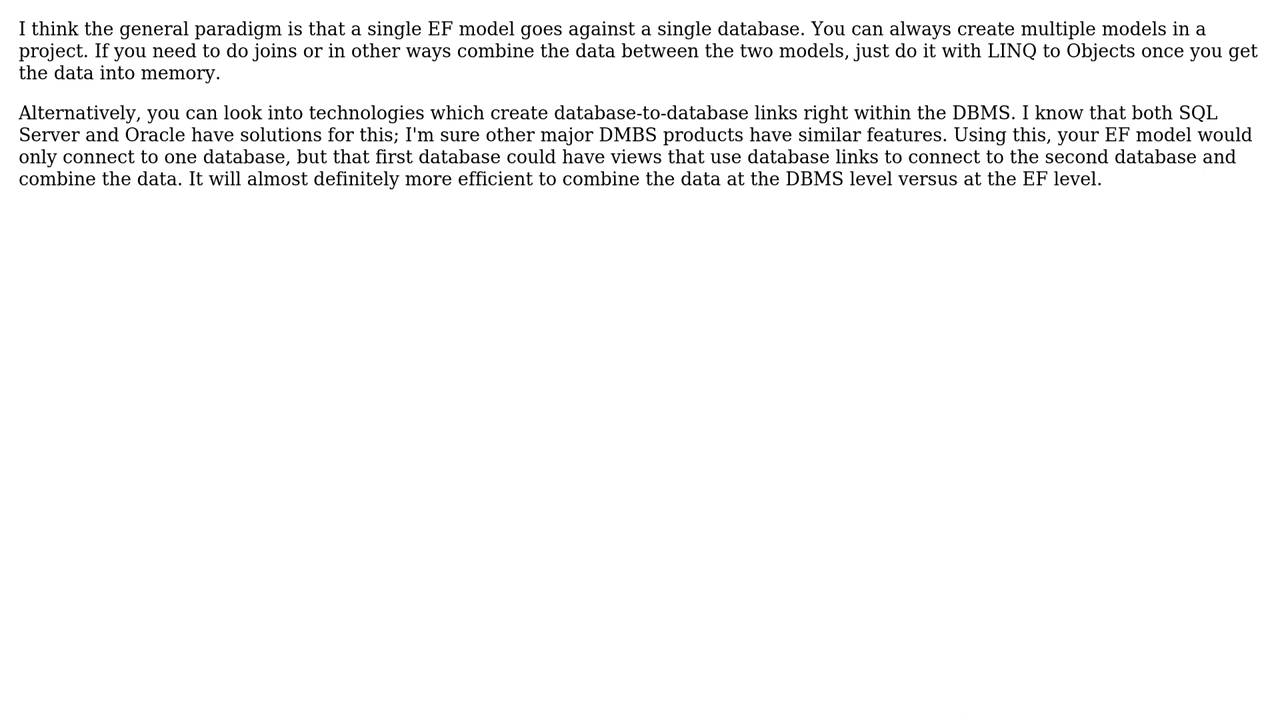 I think the general paradigm is that a single EF model goes against a single database. You can always create multiple models in a
project. If you need to do joins or in other ways combine the data between the two models, just do it with LINQ to Objects once you get
the data into memory.
Alternatively, you can look into technologies which create database-to-database links right within the DBMS. I know that both SQL
Server and Oracle have solutions for this; I'm sure other major DMBS products have similar features. Using this, your EF model would
only connect to one database, but that first database could have views that use database links to connect to the second database and
combine the data. It will almost definitely more efficient to combine the data at the DBMS level versus at the EF level.